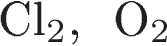 Cl₂, O₂